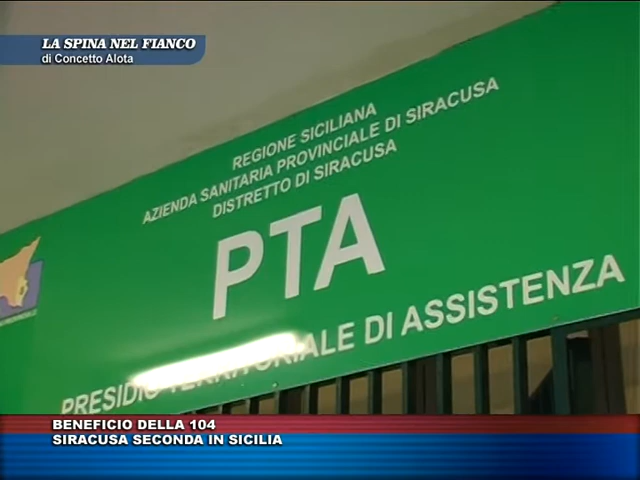 LA SPINA NEL FIANCO
di Concetto Alota
REGIONE SICILIANA
AZIENDA SANITARIA PROVINCIALE DI SIRACUSA
DISTRETTO DI SIRACUSA
PTA
PRESIDIO TERRITORIALE DI ASSISTENZA
BENEFICIO DELLA 104
SIRACUSA SECONDA IN SICILIA